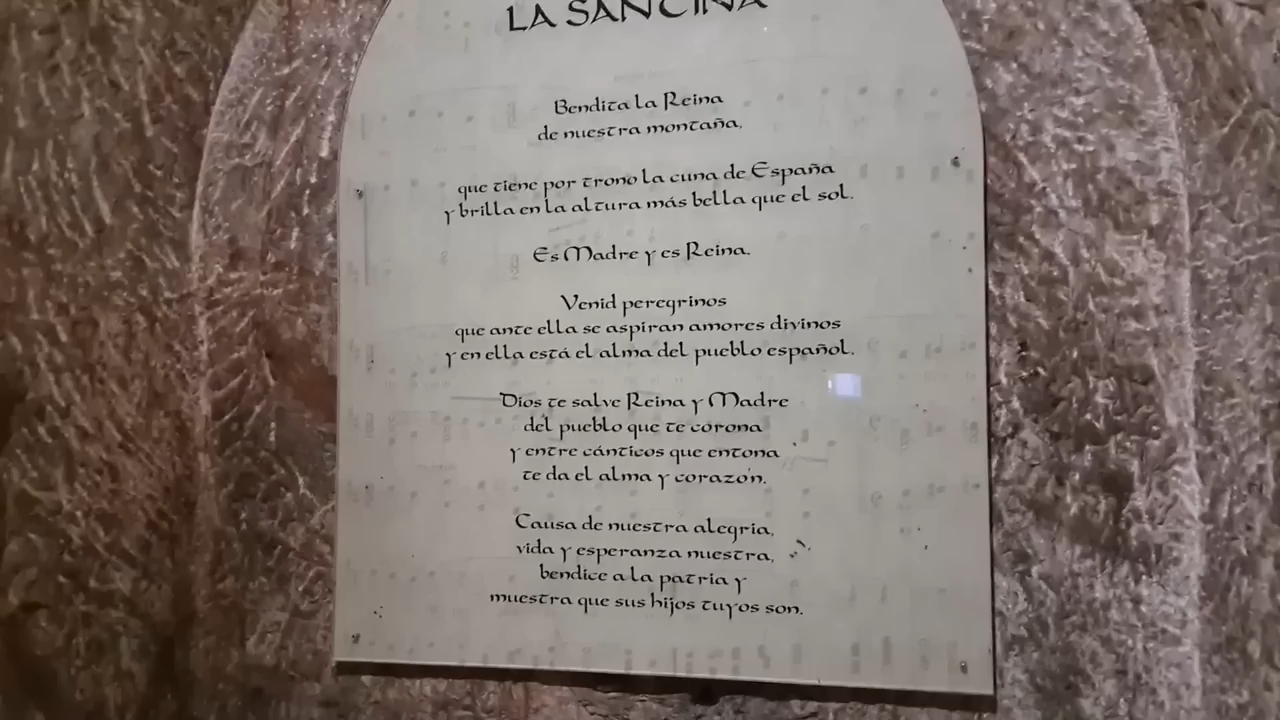 LA SANTINA
Bendita la Reina
de nuestra montaña,
que tiene por trono la cuna de España
y brilla en la altura más bella que el sol.
Es Madre y es Reina.
Venid peregrinos
que ante ella se aspiran amores divinos
y en ella está el alma del pueblo español.
Dios te salve Reina y Madre
del pueblo que te corona
y entre cánticos que entona
te da el alma y corazón.
Causa de nuestra alegria,
vida y esperanza nuestra,
bendice a la patria y
muestra que sus hijos tuyos son.